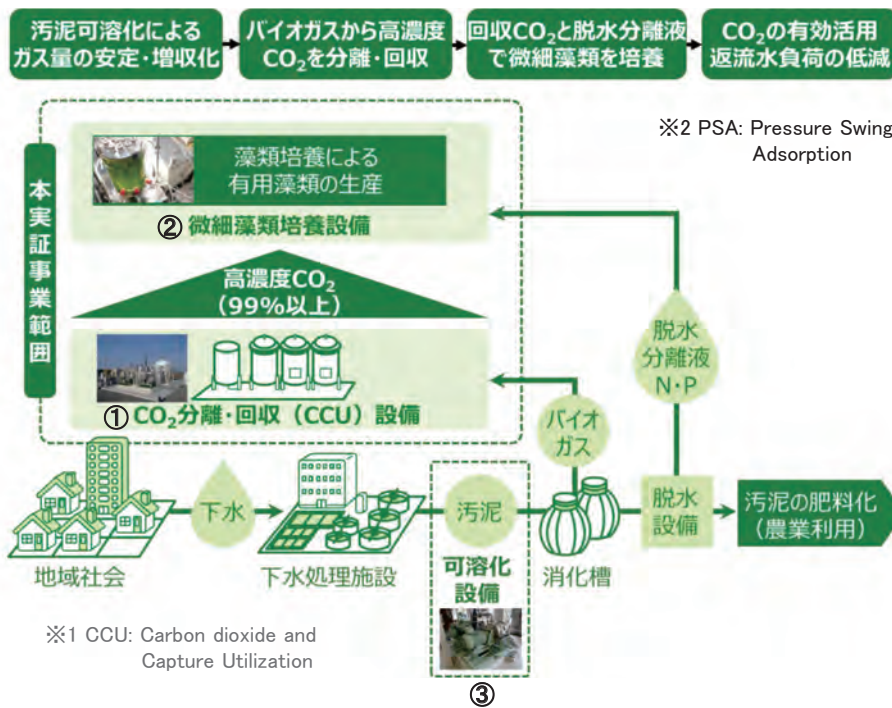 汚泥可溶化による
ガス量の安定・増収化
バイオガスから高濃度
CO₂を分離・回収
回収CO₂と脱水分離液
で微細藻類を培養
CO₂の有効活用
返流水負荷の低減
※2 PSA: Pressure Swing
Adsorption
本実証事業範囲
藻類培養による
有用藻類の生産
② 微細藻類培養設備
高濃度CO₂
（99%以上）
脱水
分離液
N・P
① CO₂分離・回収（CCU）設備
バイオ
ガス
下水
汚泥
脱水
設備
汚泥の肥料化
（農業利用）
地域社会
下水処理施設
可溶化
設備
消化槽
※1 CCU: Carbon dioxide and
Capture Utilization
③